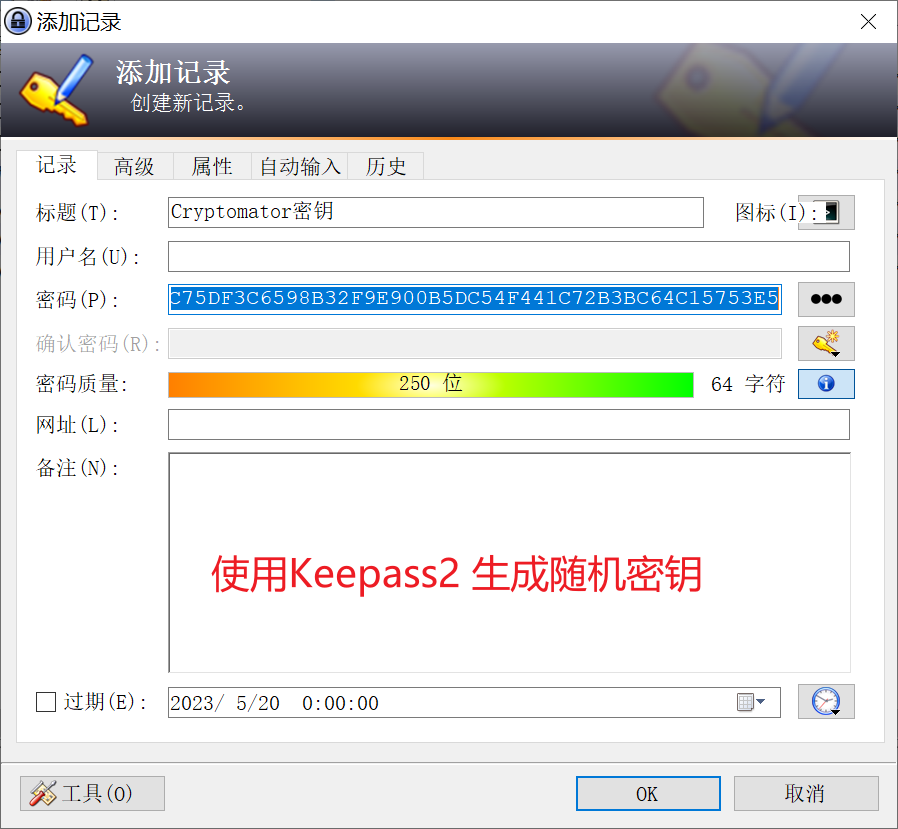 添加记录
添加记录
创建新记录。
记录 高级 属性 自动输入 历史
标题(T): Cryptomator密钥 图标(I):
用户名(U):
密码(P): C75DF3C6598B32F9E900B5DC54F441C72B3BC64C15753E5
确认密码(R):
密码质量: 250 位 64 字符
网址(L):
备注(N):
使用Keepass2 生成随机密钥
过期(E): 2023/ 5/20 0:00:00
工具(O) OK 取消